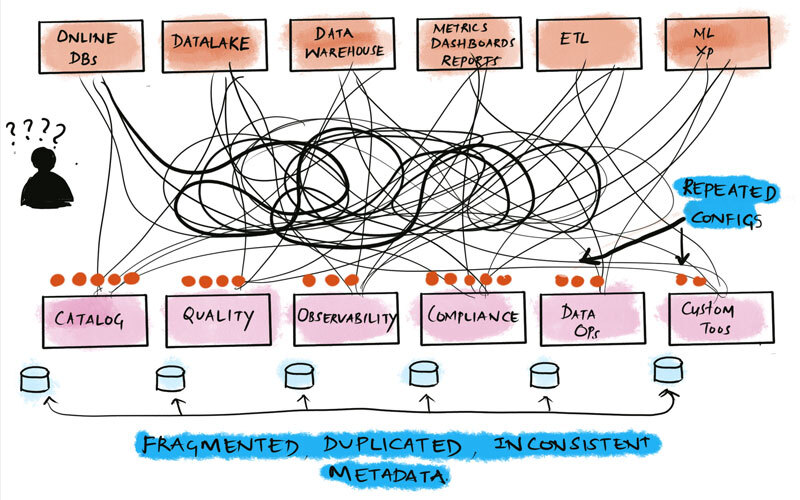 ONLINE
DBs
DATALAKE
DATA
WAREHOUSE
METRICS
DASHBOARDS
REPORTS
ETL
ML
XP
????
REPEATED
CONFIGS
CATALOG
QUALITY
OBSERVABILITY
COMPLIANCE
DATA
OPs
CUSTOM
TOOS
FRAGMENTED, DUPLICATED, INCONSISTENT
METADATA